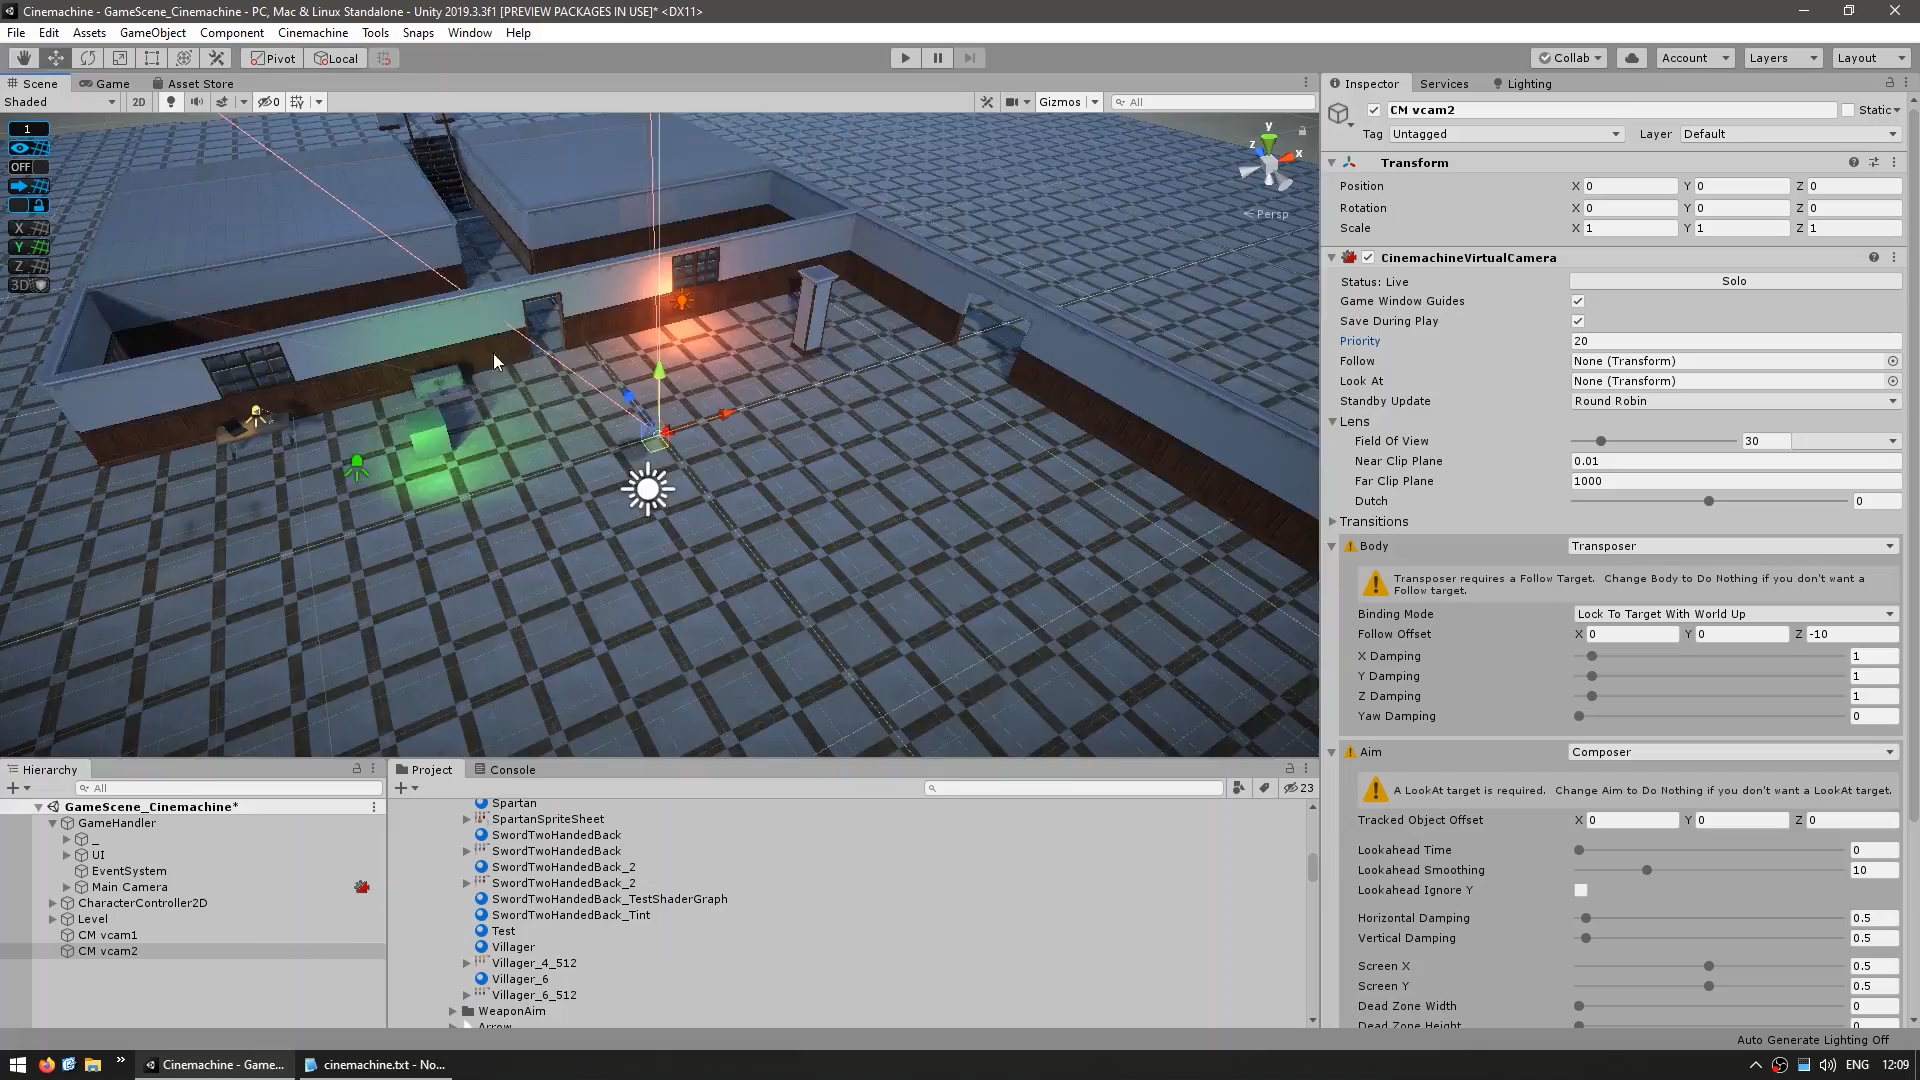 Cinemachine - GameScene_Cinemachine - PC, Mac & Linux Standalone - Unity 2019.3.3f1 [PREVIEW PACKAGES IN USE]* <DX11>
File Edit Assets GameObject Component Cinemachine Tools Snaps Window Help
Pivot Local Collab Account Layers Layout
Scene Game Asset Store
Shaded 2D 0 Gizmos All
1
OFF
X
Y
Z
3D
y
z x
Persp
Inspector Services Lighting
CM vcam2 Static
Tag Untagged Layer Default
Transform
Position X 0 Y 0 Z 0
Rotation X 0 Y 0 Z 0
Scale X 1 Y 1 Z 1
CinemachineVirtualCamera
Status: Live Solo
Game Window Guides
Save During Play
Priority 20
Follow None (Transform)
Look At None (Transform)
Standby Update Round Robin
Lens
Field Of View 30
Near Clip Plane 0.01
Far Clip Plane 1000
Dutch 0
Transitions
Body Transposer
Transposer requires a Follow Target. Change Body to Do Nothing if you don't want a
Follow target.
Binding Mode Lock To Target With World Up
Follow Offset X 0 Y 0 Z -10
X Damping 1
Y Damping 1
Z Damping 1
Yaw Damping 0
Aim Composer
A LookAt target is required. Change Aim to Do Nothing if you don't want a LookAt target.
Tracked Object Offset X 0 Y 0 Z 0
Lookahead Time 0
Lookahead Smoothing 10
Lookahead Ignore Y
Horizontal Damping 0.5
Vertical Damping 0.5
Screen X 0.5
Screen Y 0.5
Dead Zone Width 0
Dead Zone Height 0
Hierarchy
All
GameScene_Cinemachine*
GameHandler
_
UI
EventSystem
Main Camera
CharacterController2D
Level
CM vcam1
CM vcam2
Project Console
23
Spartan
SpartanSpriteSheet
SwordTwoHandedBack
SwordTwoHandedBack
SwordTwoHandedBack_2
SwordTwoHandedBack_2
SwordTwoHandedBack_TestShaderGraph
SwordTwoHandedBack_Tint
Test
Villager
Villager_4_512
Villager_6
Villager_6_512
WeaponAim
Arrow
Auto Generate Lighting Off
Cinemachine - Game... cinemachine.txt - No... ENG 12:09